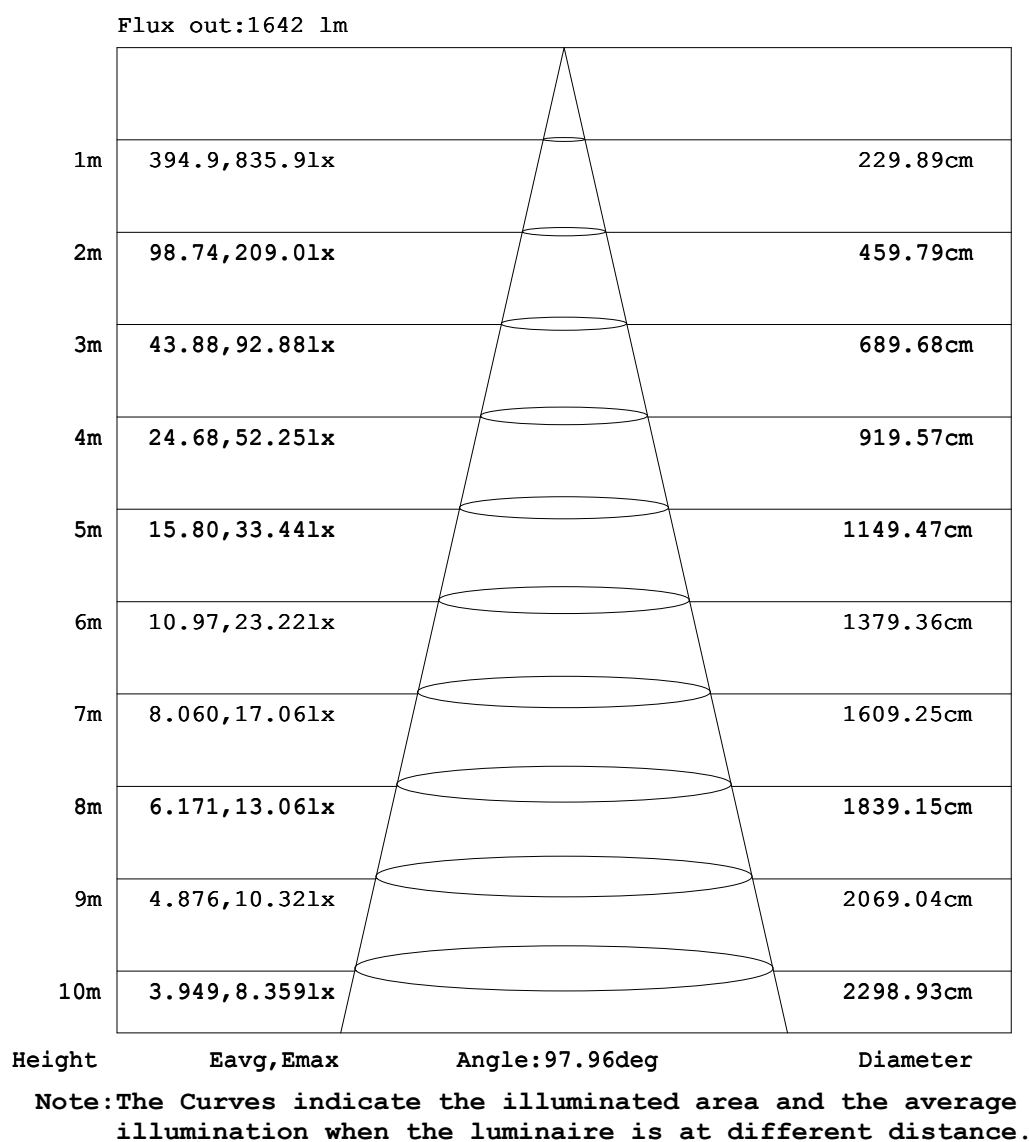 Flux out:1642 lm
1m 394.9,835.9lx 229.89cm
2m 98.74,209.0lx 459.79cm
3m 43.88,92.88lx 689.68cm
4m 24.68,52.25lx 919.57cm
5m 15.80,33.44lx 1149.47cm
6m 10.97,23.22lx 1379.36cm
7m 8.060,17.06lx 1609.25cm
8m 6.171,13.06lx 1839.15cm
9m 4.876,10.32lx 2069.04cm
10m 3.949,8.359lx 2298.93cm
Height Eavg,Emax Angle:97.96deg Diameter
Note:The Curves indicate the illuminated area and the average
illumination when the luminaire is at different distance.